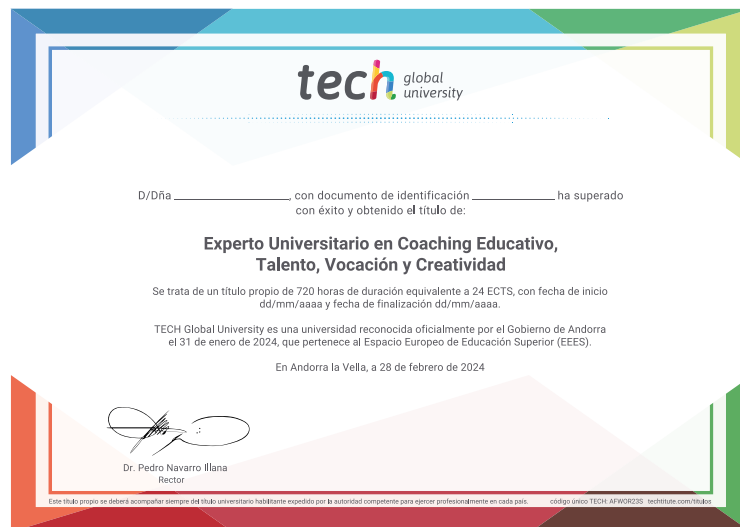 tech global university
D/Dña ____________, con documento de identificación ____________ ha superado
con éxito y obtenido el título de:
Experto Universitario en Coaching Educativo,
Talento, Vocación y Creatividad
Se trata de un título propio de 720 horas de duración equivalente a 24 ECTS, con fecha de inicio
dd/mm/aaaa y fecha de finalización dd/mm/aaaa.
TECH Global University es una universidad reconocida oficialmente por el Gobierno de Andorra
el 31 de enero de 2024, que pertenece al Espacio Europeo de Educación Superior (EEES).
En Andorra la Vella, a 28 de febrero de 2024
Dr. Pedro Navarro Illana
Rector
Este título propio se deberá acompañar siempre del título universitario habilitante expedido por la autoridad competente para ejercer profesionalmente en cada país. código único TECH: AFWOR23S techtitute.com/titulos